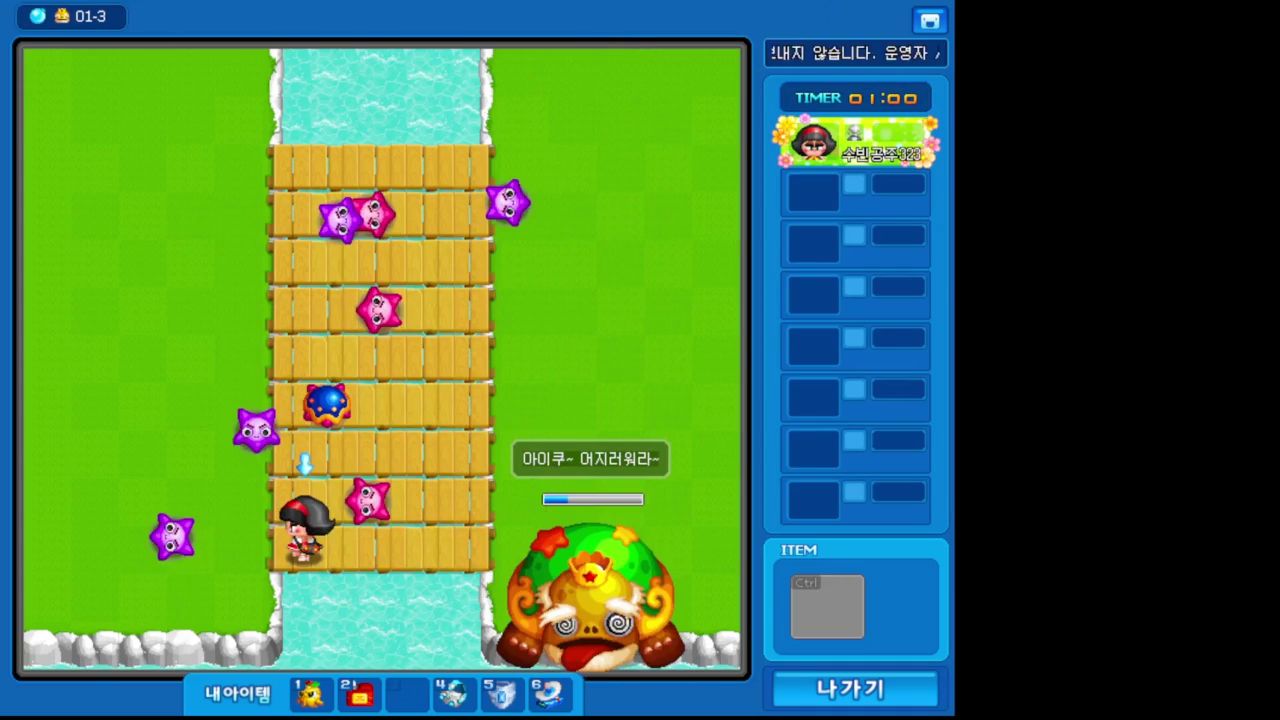 01-3
내지 않습니다. 운영자
TIMER 01:00
수빈공주323
아이쿠~ 어지러워라~
ITEM
Ctrl
내아이템 1 2 4 5 6
나가기